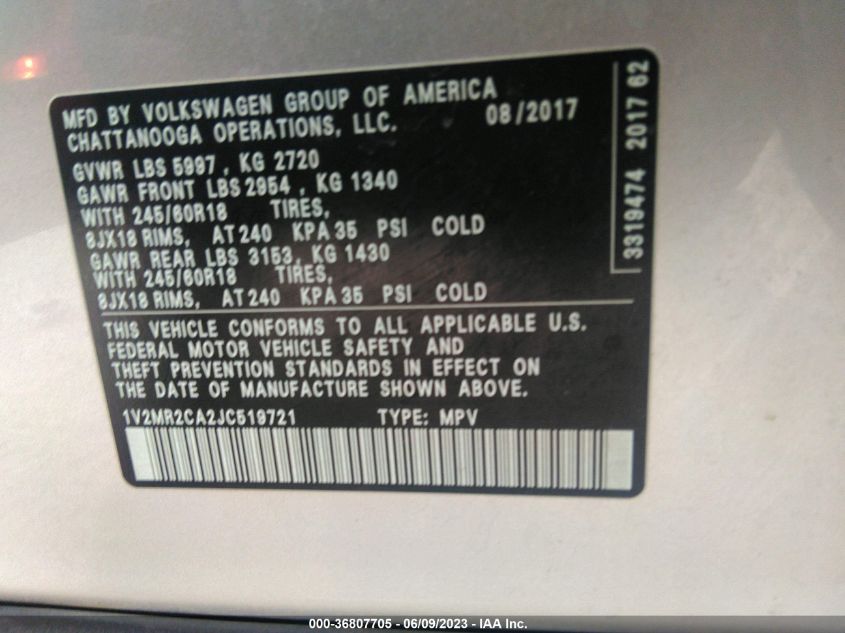 MFD BY VOLKSWAGEN GROUP OF AMERICA
CHATTANOOGA OPERATIONS, LLC. 08/2017
GVWR LBS 5997, KG 2720
GAWR FRONT LBS 2954, KG 1340
WITH 245/60R18 TIRES,
8JX18 RIMS, AT 240 KPA 35 PSI COLD
GAWR REAR LBS 3153, KG 1430
WITH 245/60R18 TIRES,
8JX18 RIMS, AT 240 KPA 35 PSI COLD
THIS VEHICLE CONFORMS TO ALL APPLICABLE U.S.
FEDERAL MOTOR VEHICLE SAFETY AND
THEFT PREVENTION STANDARDS IN EFFECT ON
THE DATE OF MANUFACTURE SHOWN ABOVE.
1V2MR2CA2JC519721 TYPE: MPV
3319474 2017 62
000-36807705 - 06/09/2023 - IAA Inc.